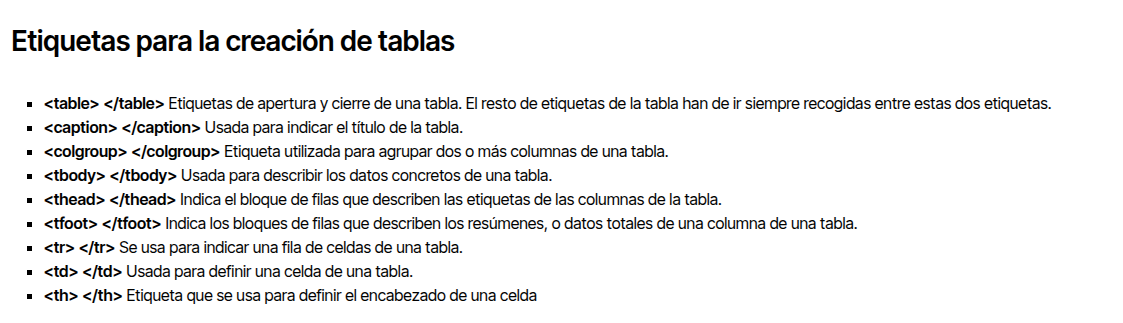 Etiquetas para la creación de tablas
<table> </table> Etiquetas de apertura y cierre de una tabla. El resto de etiquetas de la tabla han de ir siempre recogidas entre estas dos etiquetas.
<caption> </caption> Usada para indicar el título de la tabla.
<colgroup> </colgroup> Etiqueta utilizada para agrupar dos o más columnas de una tabla.
<tbody> </tbody> Usada para describir los datos concretos de una tabla.
<thead> </thead> Indica el bloque de filas que describen las etiquetas de las columnas de la tabla.
<tfoot> </tfoot> Indica los bloques de filas que describen los resúmenes, o datos totales de una columna de una tabla.
<tr> </tr> Se usa para indicar una fila de celdas de una tabla.
<td> </td> Usada para definir una celda de una tabla.
<th> </th> Etiqueta que se usa para definir el encabezado de una celda